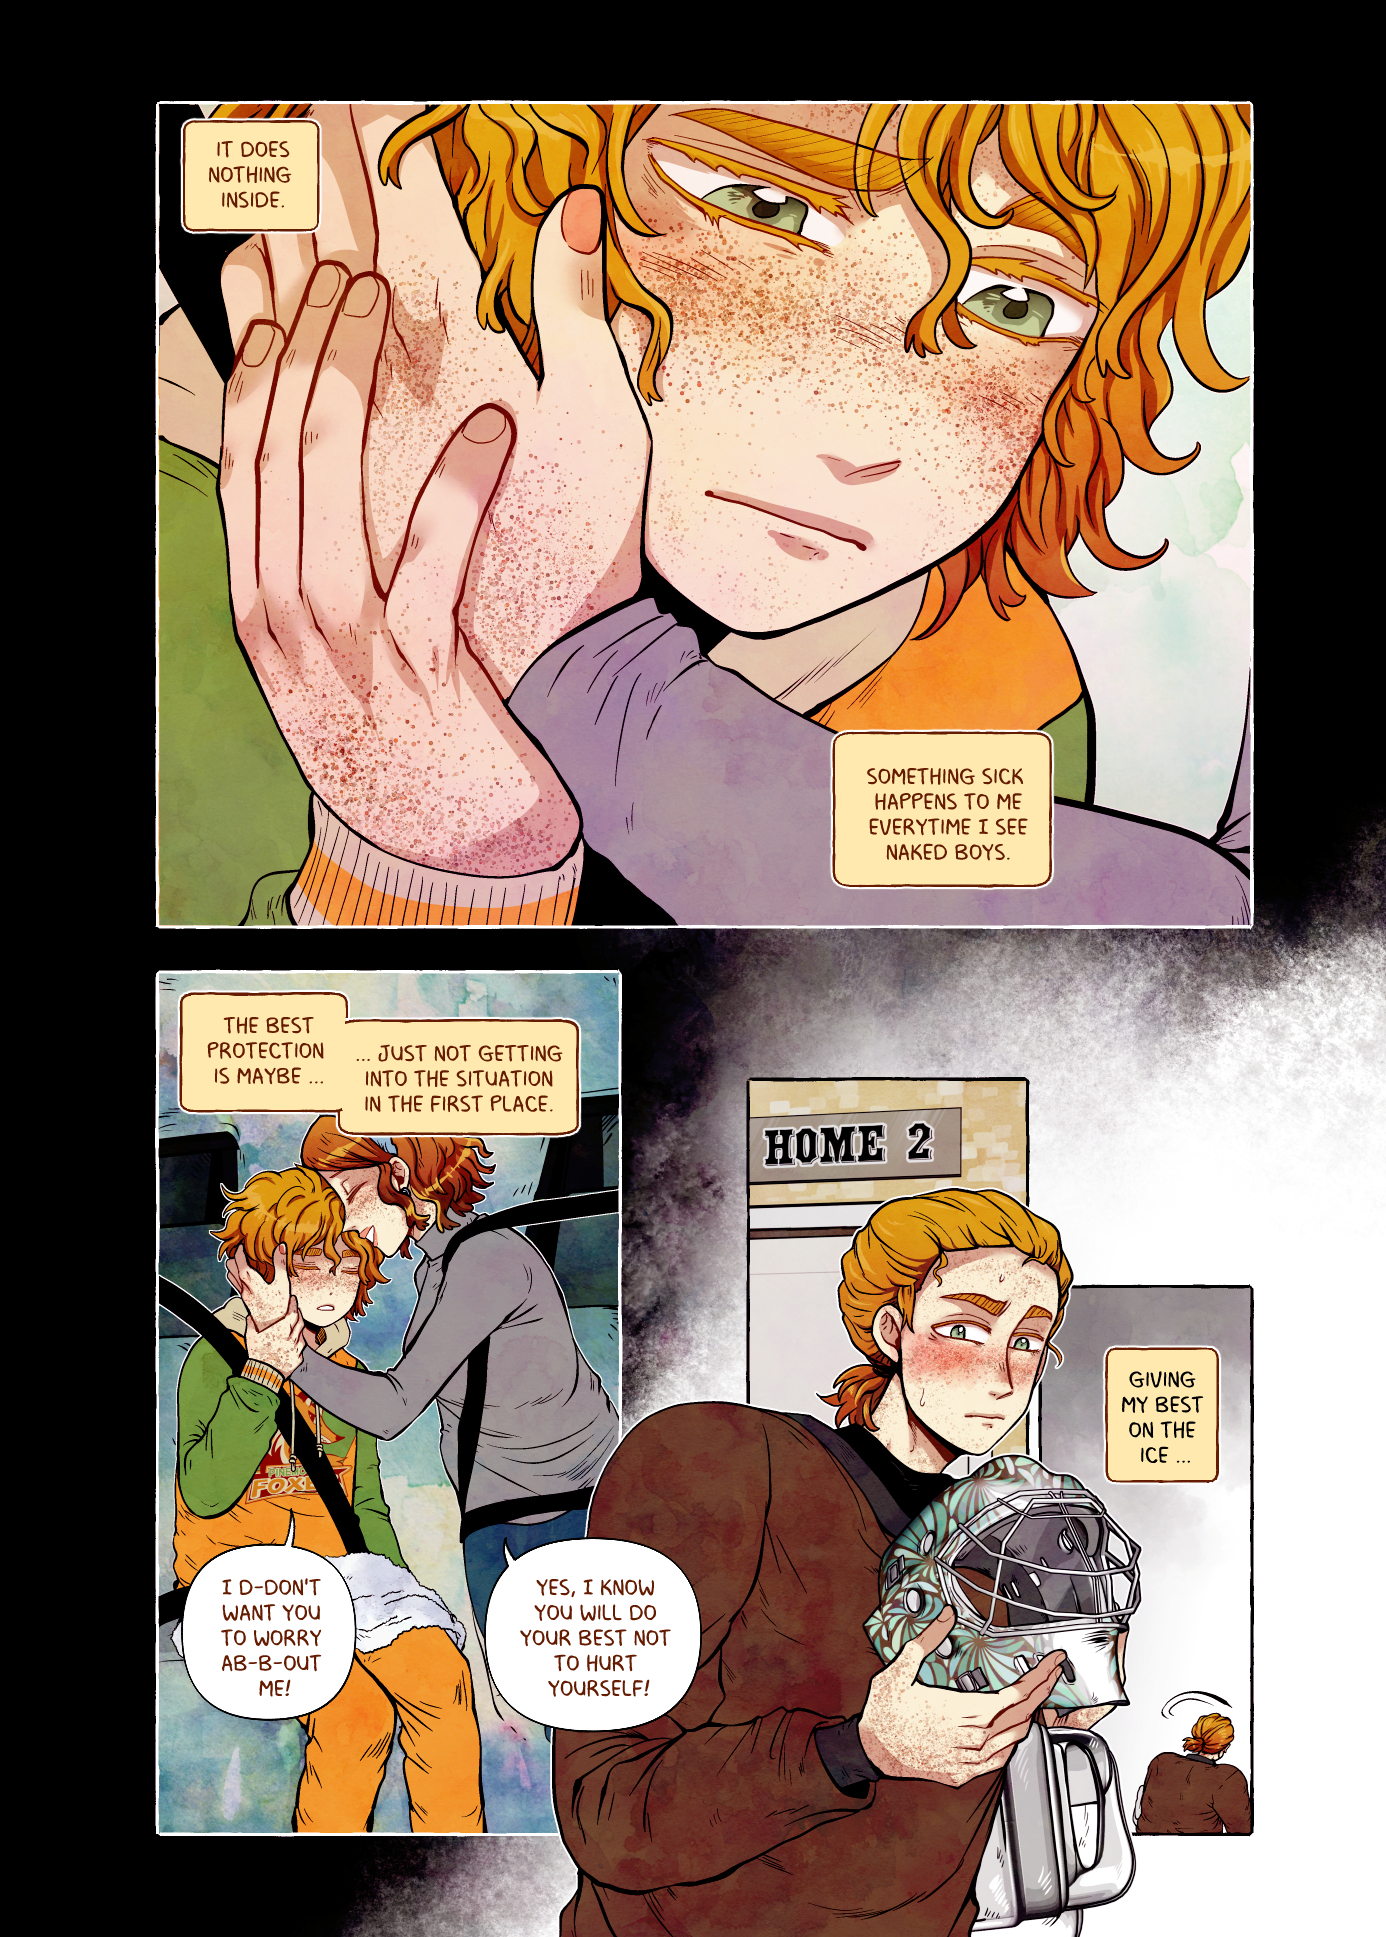 IT DOES
NOTHING
INSIDE.
SOMETHING SICK
HAPPENS TO ME
EVERYTIME I SEE
NAKED BOYS.
THE BEST
PROTECTION
IS MAYBE ...
... JUST NOT GETTING
INTO THE SITUATION
IN THE FIRST PLACE.
I D-DON'T
WANT YOU
TO WORRY
AB-B-OUT
ME!
YES, I KNOW
YOU WILL DO
YOUR BEST NOT
TO HURT
YOURSELF!
HOME 2
GIVING
MY BEST
ON THE
ICE ...